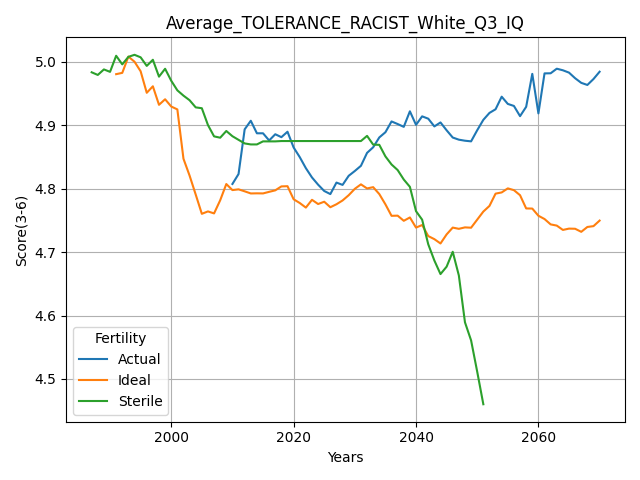 Average_TOLERANCE_RACIST_White_Q3_IQ
Score(3-6)
5.0
4.9
4.8
4.7
4.6
4.5
Fertility
Actual
Ideal
Sterile
2000 2020 2040 2060
Years